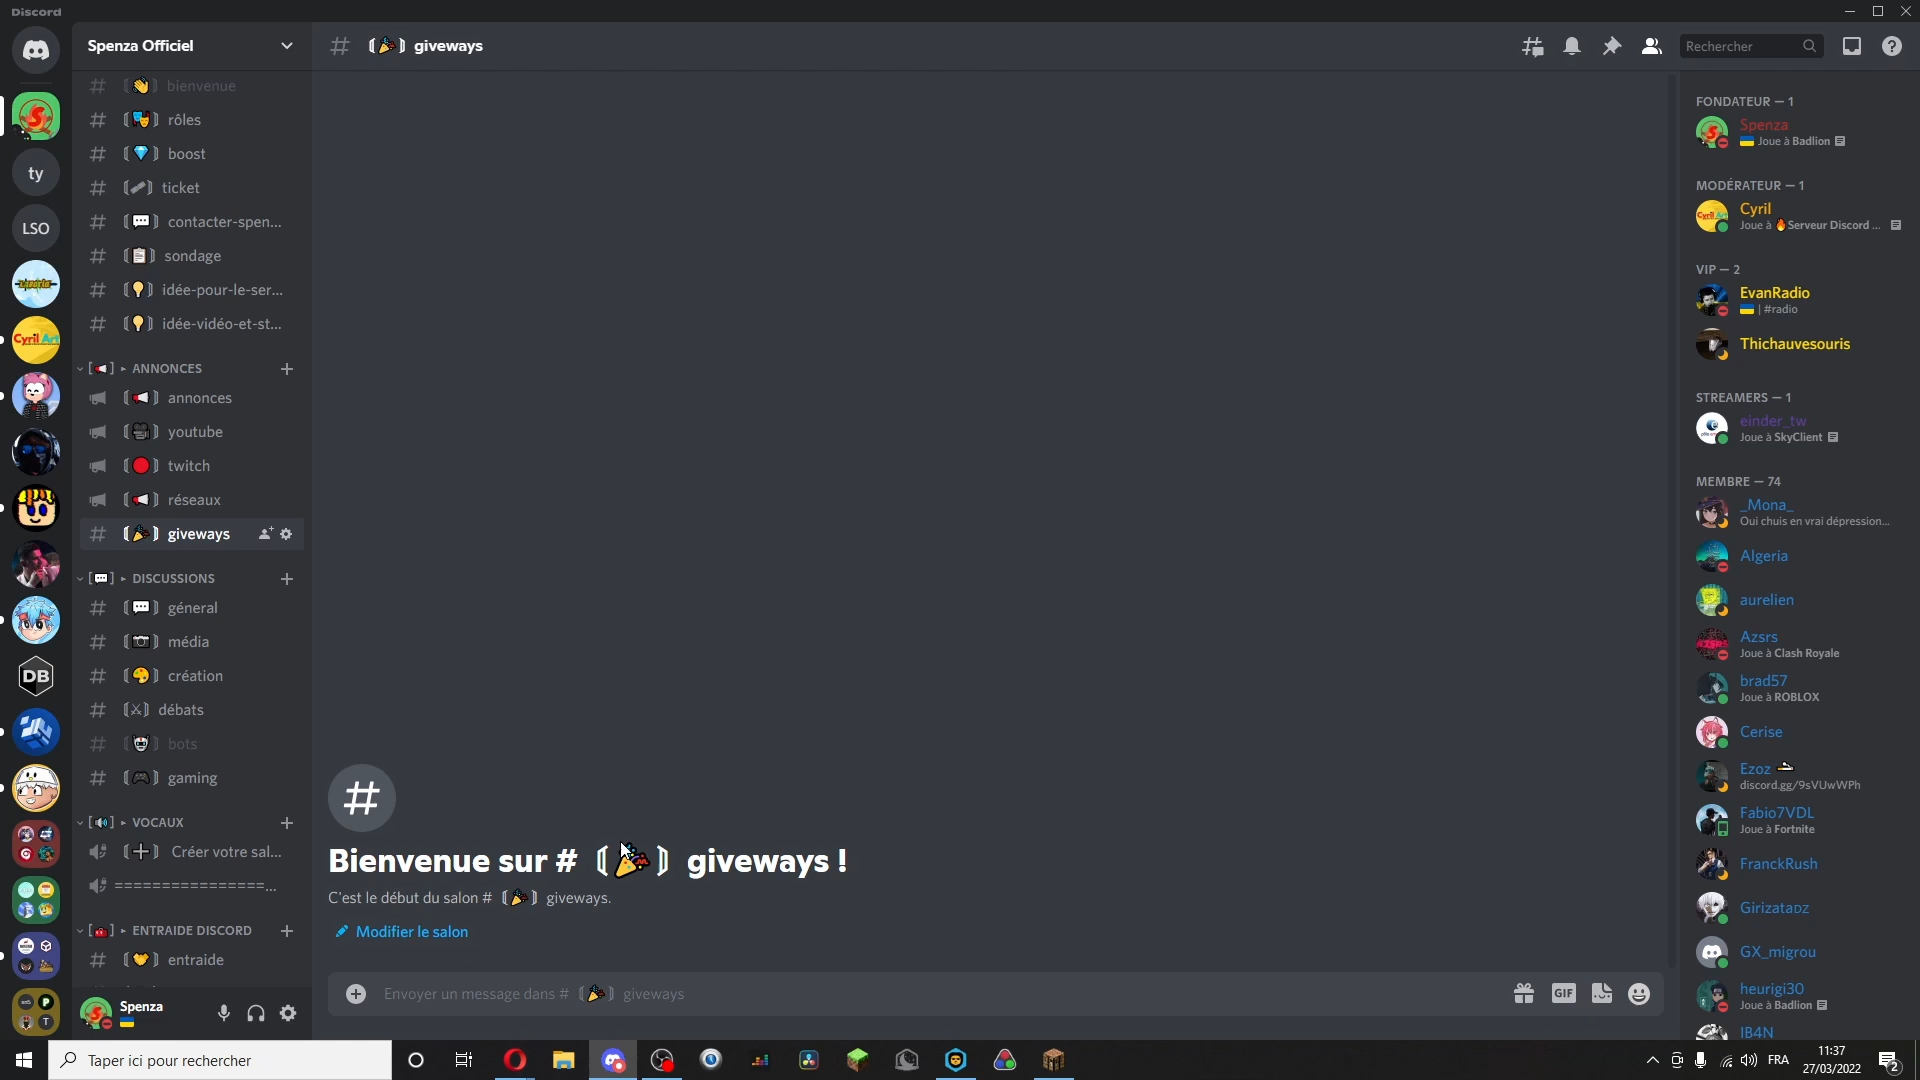 Discord
Spenza Officiel
giveways
Rechercher
ty
LSO
Cyril Art
DB
bienvenue
rôles
boost
ticket
contacter-spen...
sondage
idée-pour-le-ser...
idée-vidéo-et-st...
ANNONCES
annonces
youtube
twitch
réseaux
giveways
DISCUSSIONS
géneral
média
création
débats
bots
gaming
VOCAUX
Créer votre sal...
================...
ENTRAIDE DISCORD
entraide
Spenza
Bienvenue sur # 〘🎉〙 giveways !
C'est le début du salon # 〘🎉〙 giveways.
Modifier le salon
Envoyer un message dans # 〘🎉〙 giveways
GIF
FONDATEUR — 1
Spenza
Joue à Badlion
MODÉRATEUR — 1
Cyril
Joue à 🔥Serveur Discord ...
VIP — 2
EvanRadio
| #radio
Thichauvesouris
STREAMERS — 1
einder_tw
Joue à SkyClient
MEMBRE — 74
_Mona_
Oui chuis en vrai dépression...
Algeria
aurelien
Azsrs
Joue à Clash Royale
brad57
Joue à ROBLOX
Cerise
Ezoz
discord.gg/9sVUwWPh
Fabio7VDL
Joue à Fortnite
FranckRush
GirizataDZ
GX_migrou
heurigi30
Joue à Badlion
IB4N
Taper ici pour rechercher
FRA
11:37
27/03/2022
2